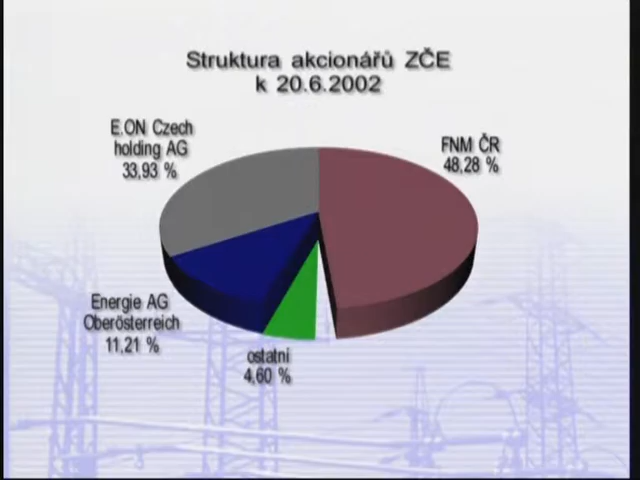 Struktura akcionářů ZČE
k 20.6.2002
E.ON Czech
holding AG
33,93 %
FNM ČR
48,28 %
Energie AG
Oberösterreich
11,21 %
ostatní
4,60 %